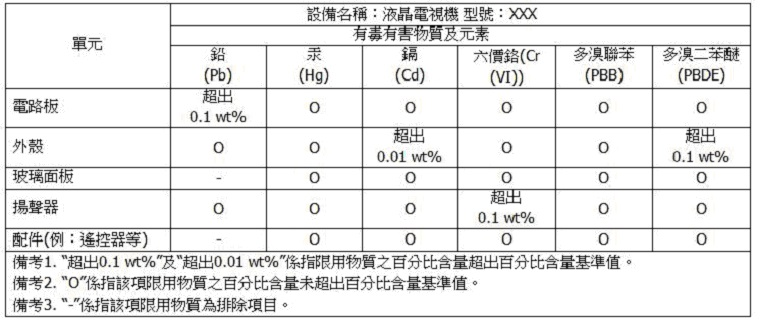 設備名稱：液晶電視機 型號：XXX
單元
有毒有害物質及元素
鉛 (Pb) 汞 (Hg) 鎘 (Cd) 六價鉻(Cr (VI)) 多溴聯苯 (PBB) 多溴二苯醚 (PBDE)
電路板 超出 0.1 wt% O O O O O
外殼 O O 超出 0.01 wt% O O 超出 0.1 wt%
玻璃面板 - O O O O O
揚聲器 O O O 超出 0.1 wt% O O
配件(例：遙控器等) - O O O O O
備考1. “超出0.1 wt%”及“超出0.01 wt%”係指限用物質之百分比含量超出百分比含量基準值。
備考2. “O”係指該項限用物質之百分比含量未超出百分比含量基準值。
備考3. “-”係指該項限用物質為排除項目。